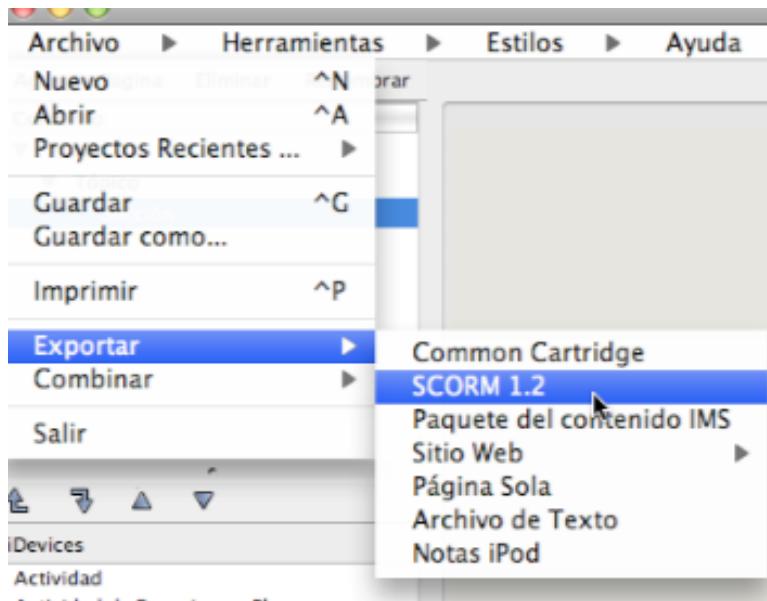 Archivo ▶ Herramientas ▶ Estilos ▶ Ayuda
Nuevo ^N
Abrir ^A
Proyectos Recientes ... ▶
Guardar ^G
Guardar como...
Imprimir ^P
Exportar ▶
Combinar ▶
Salir
Common Cartridge
SCORM 1.2
Paquete del contenido IMS
Sitio Web ▶
Página Sola
Archivo de Texto
Notas iPod
iDevices
Actividad